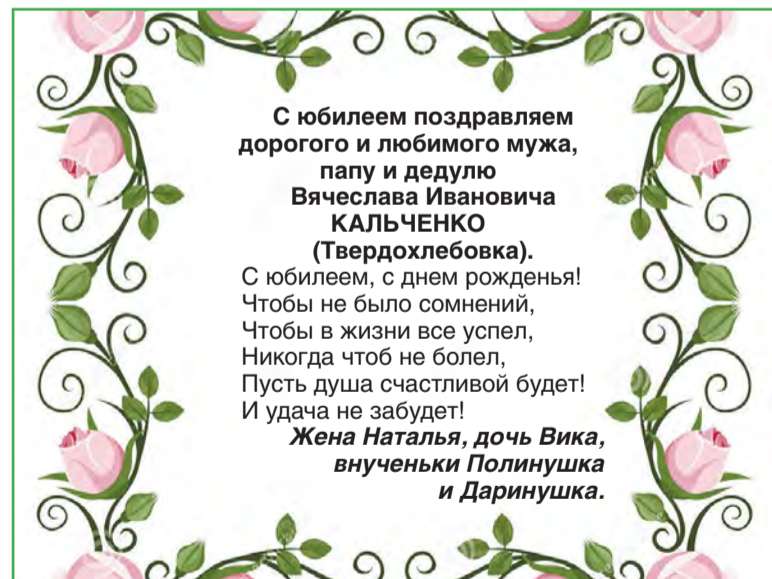 С юбилеем поздравляем
дорогого и любимого мужа,
папу и дедулю
Вячеслава Ивановича
КАЛЬЧЕНКО
(Твердохлебовка).
С юбилеем, с днем рожденья!
Чтобы не было сомнений,
Чтобы в жизни все успел,
Никогда чтоб не болел,
Пусть душа счастливой будет!
И удача не забудет!
Жена Наталья, дочь Вика,
внученьки Полинушка
и Даринушка.